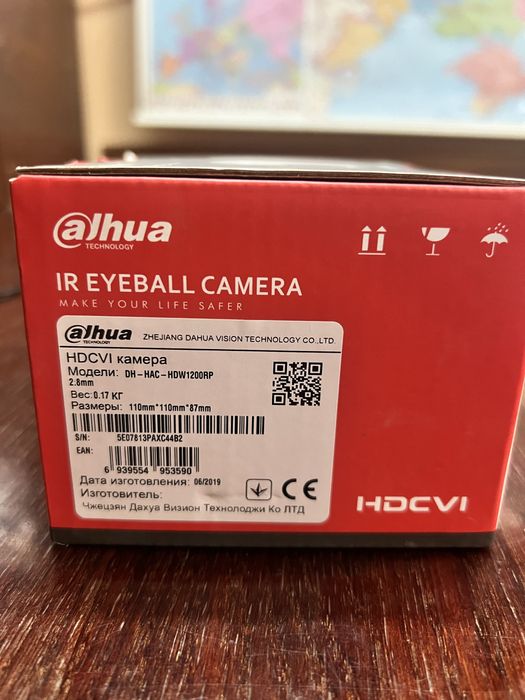 alhua
TECHNOLOGY
IR EYEBALL CAMERA
MAKE YOUR LIFE SAFER
alhua
TECHNOLOGY
ZHEJIANG DAHUA VISION TECHNOLOGY CO.,LTD.
HDCVI камера
Модели: DH-HAC-HDW1200RP
2.8mm
Вес:0.17 КГ
Размеры: 110mm*110mm*87mm
S/N: 5E07813PAXC44B2
EAN:
6 939554 953590
Дата изготовления: 06/2019
Изготовитель:
Чжецзян Дахуа Визион Технолоджи Ко ЛТД
CE
HDCVI